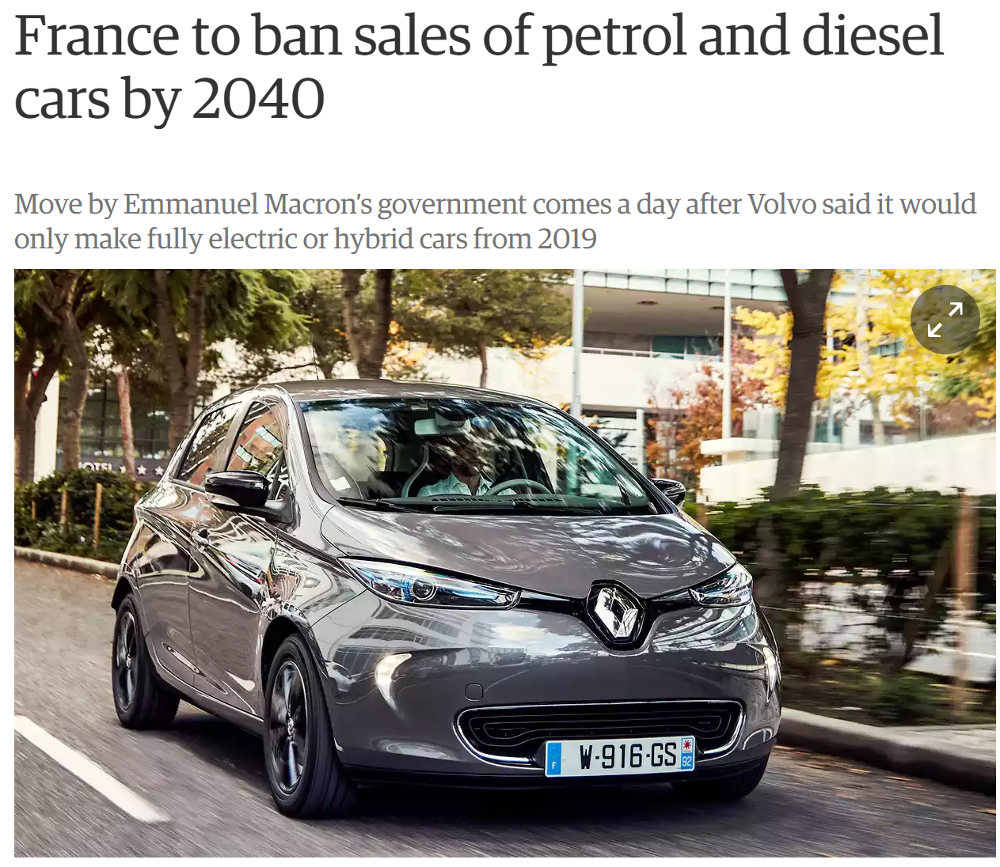 France to ban sales of petrol and diesel
cars by 2040
Move by Emmanuel Macron’s government comes a day after Volvo said it would
only make fully electric or hybrid cars from 2019
OTEL
W-916-GS
F
92